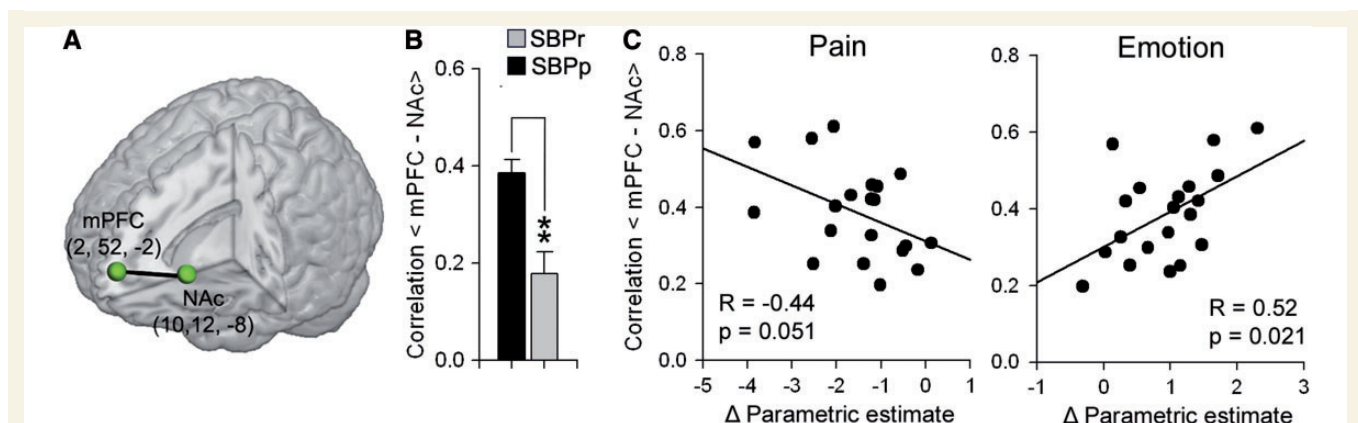 A
mPFC
(2, 52, -2)
NAc
(10,12, -8)
B
SBPr
SBPp
Correlation < mPFC - NAc>
0.6
0.4
0.2
0.0
**
C
Pain
Correlation < mPFC - NAc>
0.8
0.6
0.4
0.2
0.0
R = -0.44
p = 0.051
-5 -4 -3 -2 -1 0 1
Δ Parametric estimate
Emotion
0.8
0.6
0.4
0.2
0.0
R = 0.52
p = 0.021
-1 0 1 2 3
Δ Parametric estimate